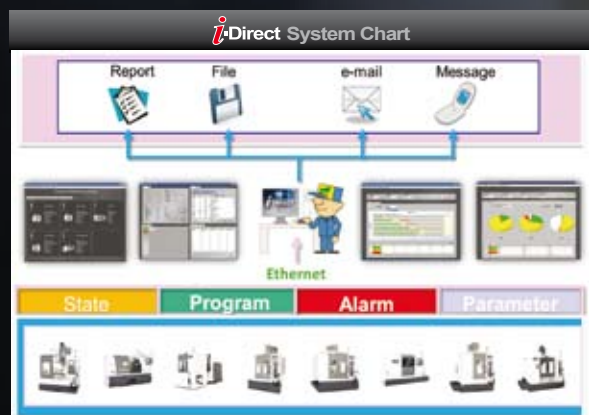 i-Direct System Chart
Report File e-mail Message
Ethernet
State Program Alarm Parameter